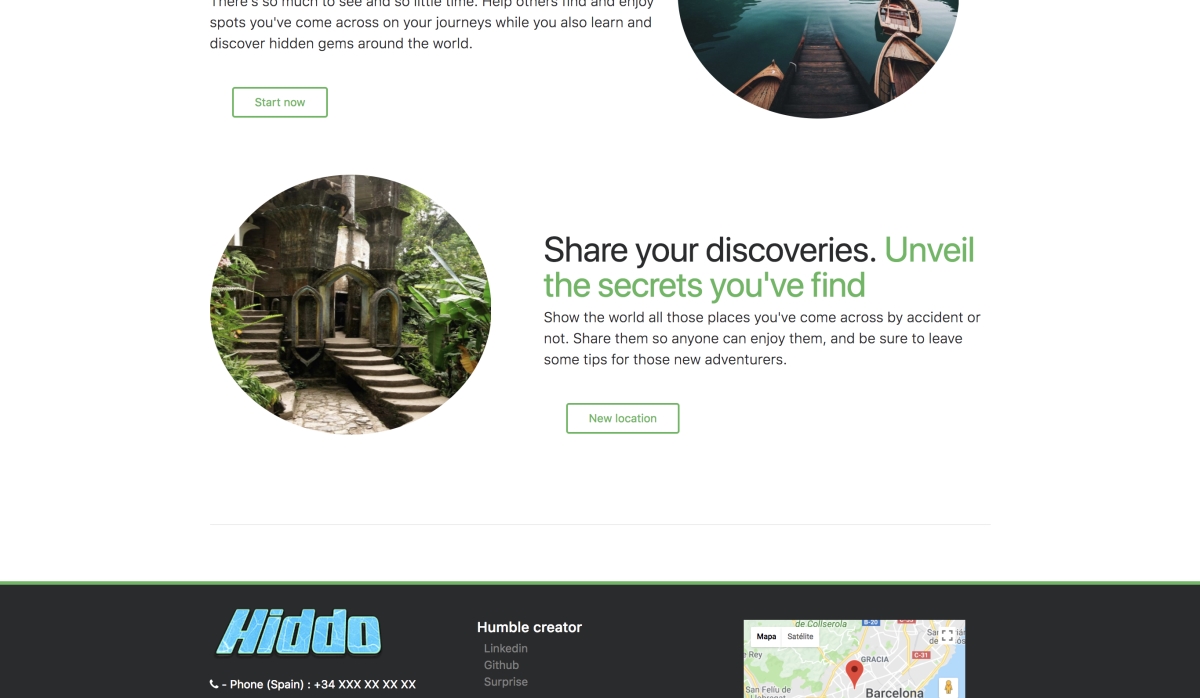 There's so much to see and so little time. Help others find and enjoy
spots you've come across on your journeys while you also learn and
discover hidden gems around the world.
Start now
Share your discoveries. Unveil
the secrets you've find
Show the world all those places you've come across by accident or
not. Share them so anyone can enjoy them, and be sure to leave
some tips for those new adventurers.
New location
Hiddo
- Phone (Spain) : +34 XXX XX XX XX
Humble creator
Linkedin
Github
Surprise
de Collserola
B-20
Mapa
Satélite
Rey
GRACIA
C-31
San Feliu de
Barcelona